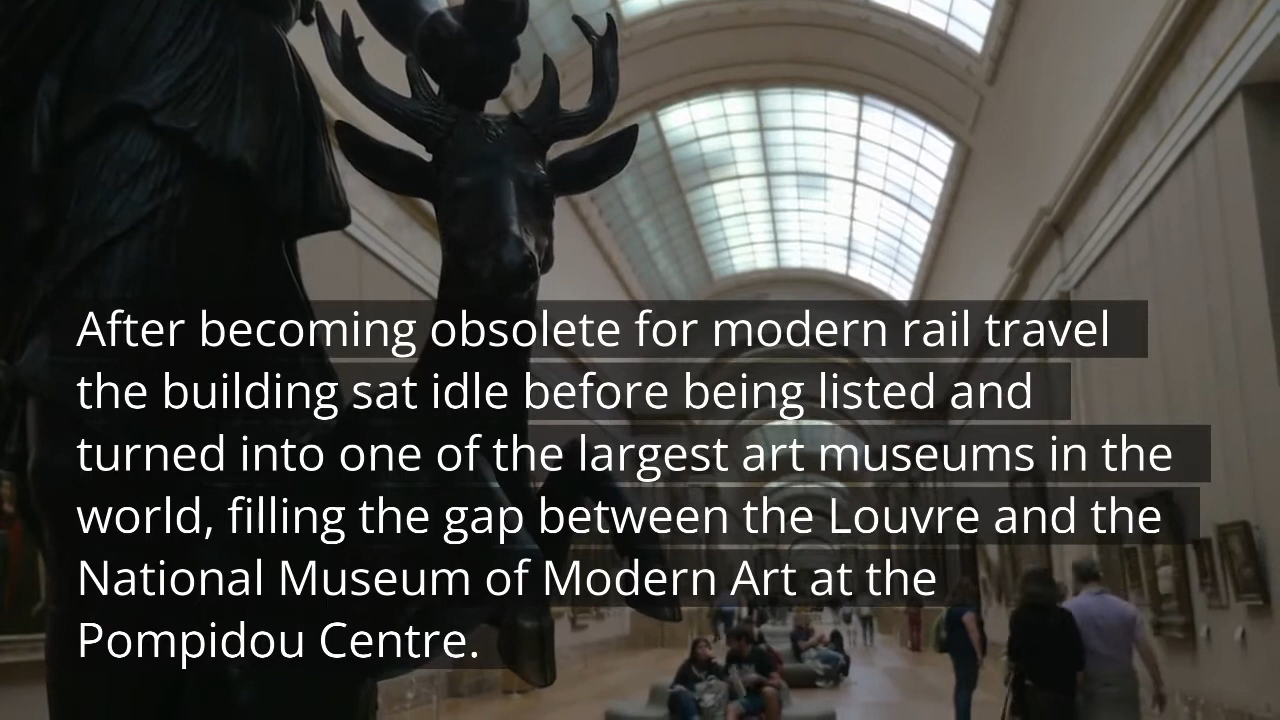 After becoming obsolete for modern rail travel
the building sat idle before being listed and
turned into one of the largest art museums in the
world, filling the gap between the Louvre and the
National Museum of Modern Art at the
Pompidou Centre.